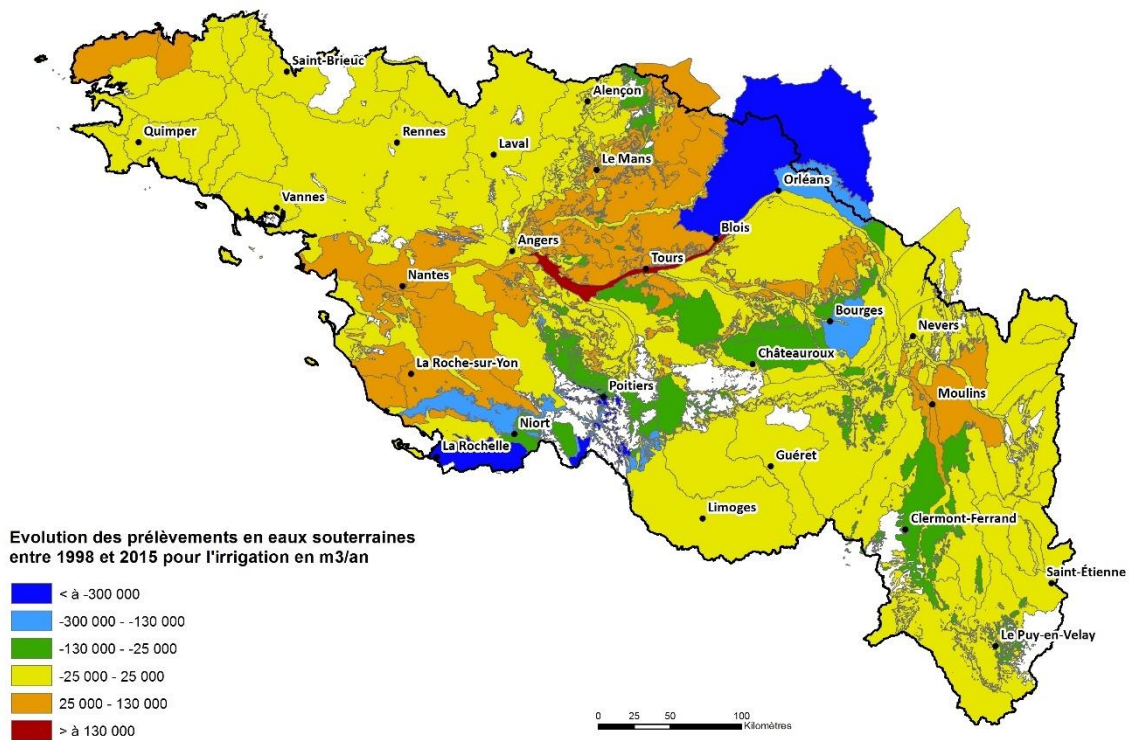 Saint-Brieuc
Alençon
Quimper
Rennes
Laval
Le Mans
Orléans
Vannes
Blois
Angers
Tours
Nantes
Bourges
Nevers
Châteauroux
La Roche-sur-Yon
Poitiers
Moulins
Niort
La Rochelle
Guéret
Limoges
Clermont-Ferrand
Saint-Étienne
Le Puy-en-Velay
Evolution des prélèvements en eaux souterraines
entre 1998 et 2015 pour l'irrigation en m3/an
< à -300 000
-300 000 - -130 000
-130 000 - -25 000
-25 000 - 25 000
25 000 - 130 000
> à 130 000
0 25 50 100
Kilomètres